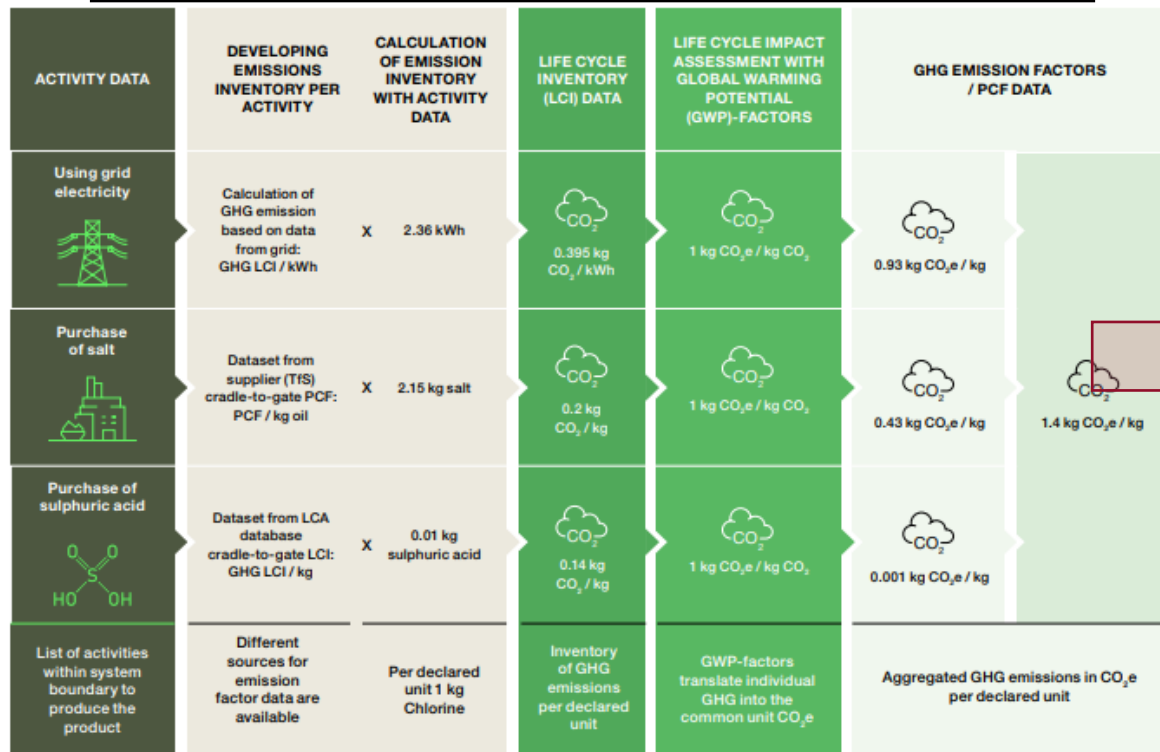 ACTIVITY DATA
DEVELOPING
EMISSIONS
INVENTORY PER
ACTIVITY
CALCULATION
OF EMISSION
INVENTORY
WITH ACTIVITY
DATA
LIFE CYCLE
INVENTORY
(LCI) DATA
LIFE CYCLE IMPACT
ASSESSMENT WITH
GLOBAL WARMING
POTENTIAL
(GWP)-FACTORS
GHG EMISSION FACTORS
/ PCF DATA
Using grid
electricity
Calculation of
GHG emission
based on data
from grid:
GHG LCI / kWh
X
2.36 kWh
CO₂
0.395 kg
CO₂ / kWh
CO₂
1 kg CO₂e / kg CO₂
CO₂
0.93 kg CO₂e / kg
Purchase
of salt
Dataset from
supplier (TfS)
cradle-to-gate PCF:
PCF / kg oil
X
2.15 kg salt
CO₂
0.2 kg
CO₂ / kg
CO₂
1 kg CO₂e / kg CO₂
CO₂
0.43 kg CO₂e / kg
CO₂
1.4 kg CO₂e / kg
Purchase of
sulphuric acid
O O
S
HO OH
Dataset from LCA
database
cradle-to-gate LCI:
GHG LCI / kg
X
0.01 kg
sulphuric acid
CO₂
0.14 kg
CO₂ / kg
CO₂
1 kg CO₂e / kg CO₂
CO₂
0.001 kg CO₂e / kg
List of activities
within system
boundary to
produce the
product
Different
sources for
emission
factor data are
available
Per declared
unit 1 kg
Chlorine
Inventory
of GHG
emissions
per declared
unit
GWP-factors
translate individual
GHG into the
common unit CO₂e
Aggregated GHG emissions in CO₂e
per declared unit